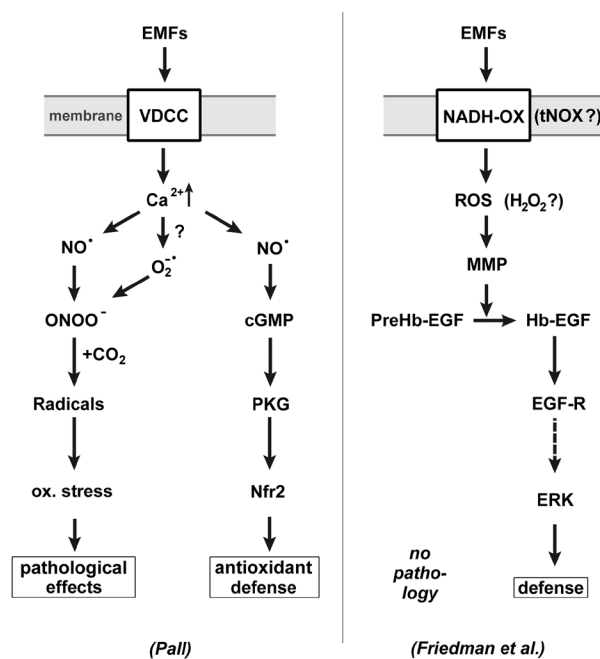 EMFs
membrane VDCC
Ca 2+
?
NO• O2−• NO•
ONOO− cGMP
+CO2
Radicals PKG
ox. stress Nfr2
pathological effects
antioxidant defense
(Pall)
EMFs
NADH-OX (tNOX ?)
ROS (H2O2?)
MMP
PreHb-EGF Hb-EGF
EGF-R
ERK
no
patho-
logy
defense
(Friedman et al.)